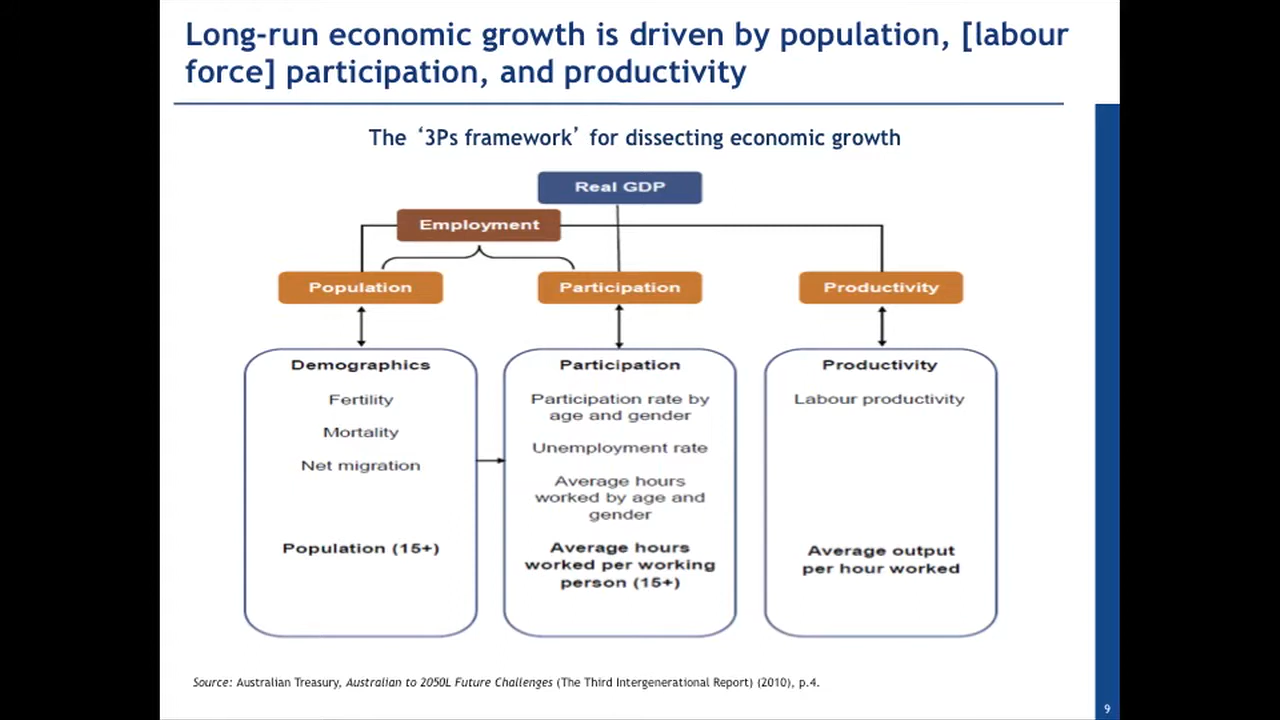 Long-run economic growth is driven by population, [labour
force] participation, and productivity
The ‘3Ps framework’ for dissecting economic growth
Real GDP
Employment
Population
Participation
Productivity
Demographics
Fertility
Mortality
Net migration
Population (15+)
Participation
Participation rate by
age and gender
Unemployment rate
Average hours
worked by age and
gender
Average hours
worked per working
person (15+)
Productivity
Labour productivity
Average output
per hour worked
Source: Australian Treasury, Australian to 2050L Future Challenges (The Third Intergenerational Report) (2010), p.4.
9